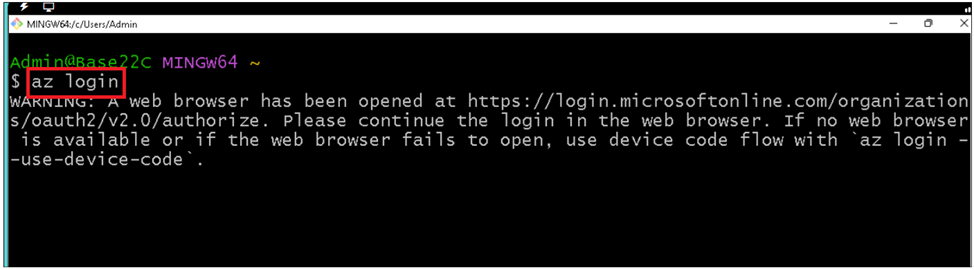 MINGW64:/c/Users/Admin
Admin@Base22C MINGW64 ~
$ az login
WARNING: A web browser has been opened at https://login.microsoftonline.com/organization
s/oauth2/v2.0/authorize. Please continue the login in the web browser. If no web browser
is available or if the web browser fails to open, use device code flow with `az login -
-use-device-code`.